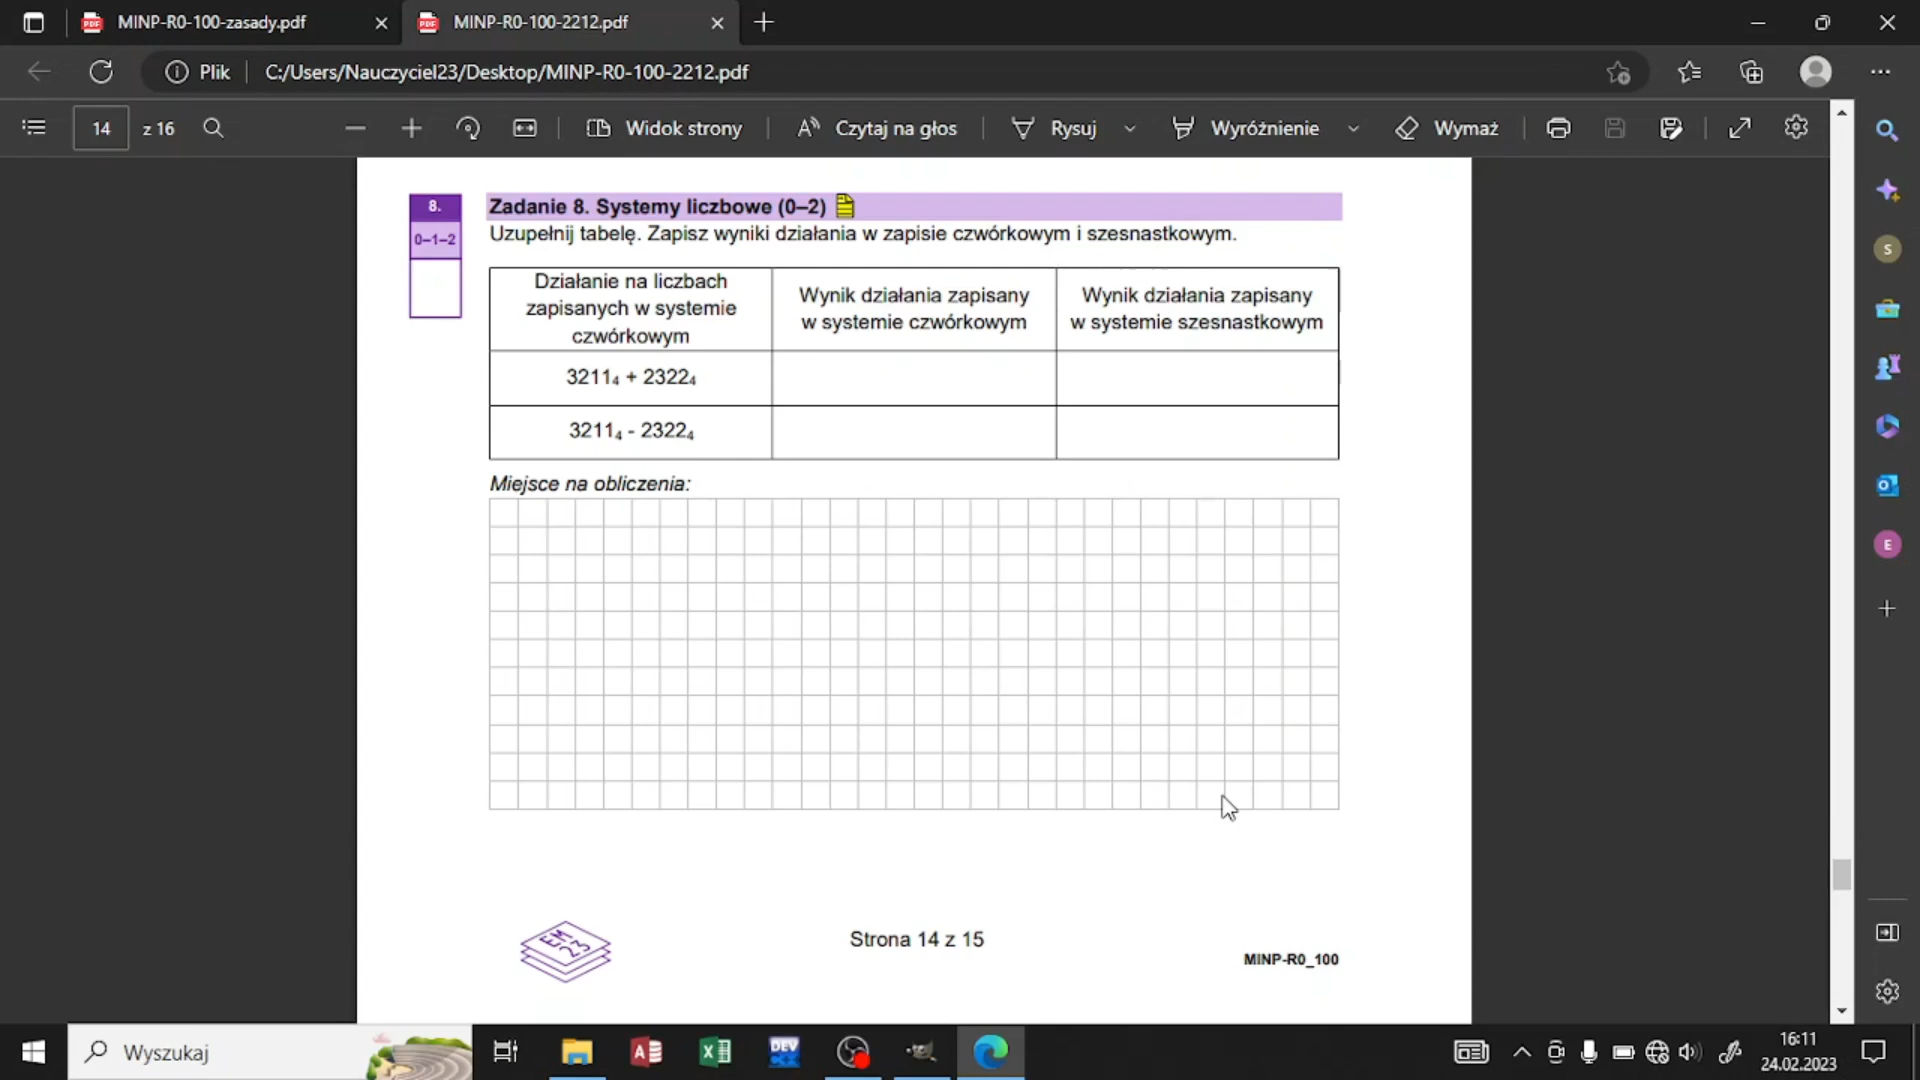 MINP-R0-100-zasady.pdf
MINP-R0-100-2212.pdf
Plik
C:/Users/Nauczyciel23/Desktop/MINP-R0-100-2212.pdf
14 z 16
Widok strony
Czytaj na głos
Rysuj
Wyróżnienie
Wymaż
8.
0–1–2
Zadanie 8. Systemy liczbowe (0–2)
Uzupełnij tabelę. Zapisz wyniki działania w zapisie czwórkowym i szesnastkowym.
Działanie na liczbach
zapisanych w systemie
czwórkowym
Wynik działania zapisany
w systemie czwórkowym
Wynik działania zapisany
w systemie szesnastkowym
3211₄ + 2322₄
3211₄ - 2322₄
Miejsce na obliczenia:
EM
23
Strona 14 z 15
MINP-R0_100
S
E
Wyszukaj
DEV
C++
16:11
24.02.2023